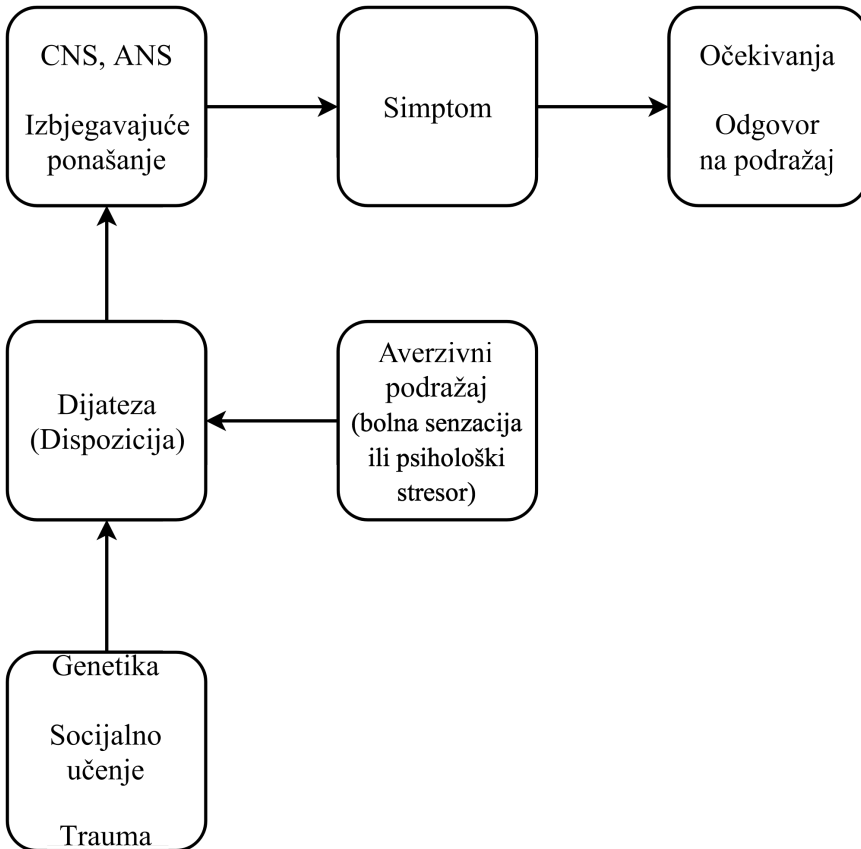 CNS, ANS
Izbjegavajuće
ponašanje
Simptom
Očekivanja
Odgovor
na podražaj
Dijateza
(Dispozicija)
Averzivni
podražaj
(bolna senzacija
ili psihološki
stresor)
Genetika
Socijalno
učenje
Trauma